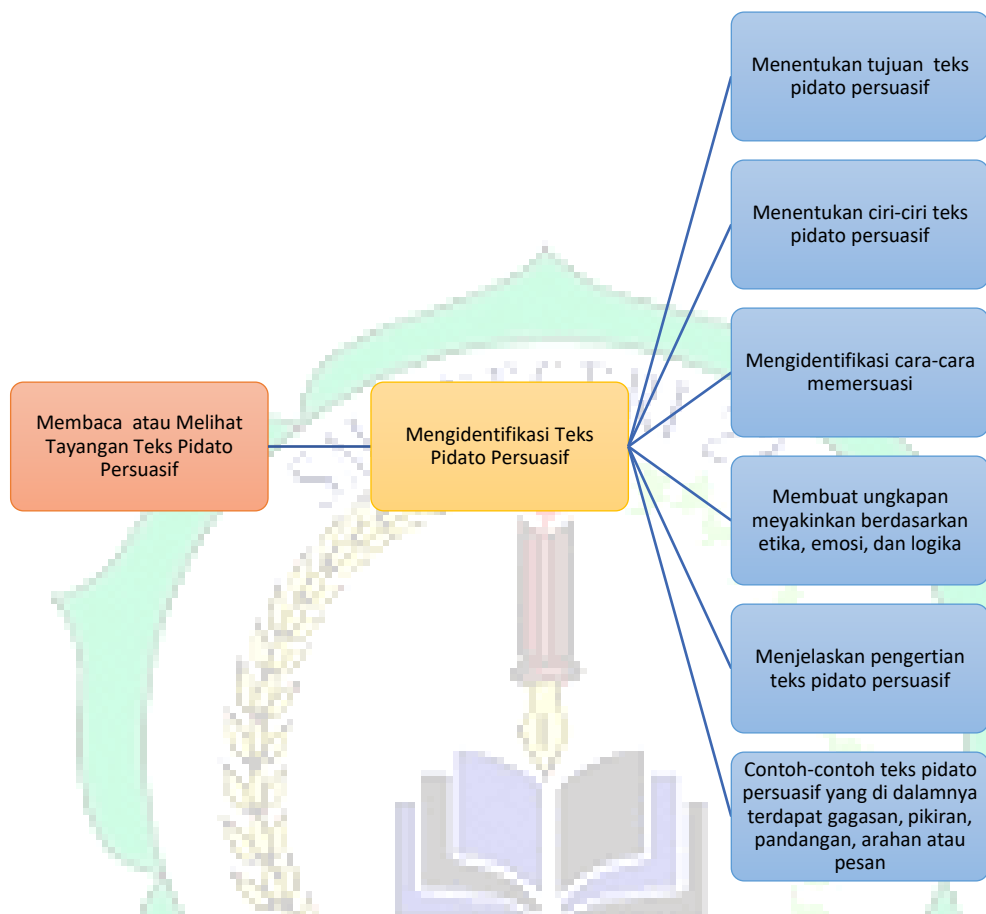 Membaca atau Melihat
Tayangan Teks Pidato
Persuasif
Mengidentifikasi Teks
Pidato Persuasif
Menentukan tujuan teks
pidato persuasif
Menentukan ciri-ciri teks
pidato persuasif
Mengidentifikasi cara-cara
memersuasi
Membuat ungkapan
meyakinkan berdasarkan
etika, emosi, dan logika
Menjelaskan pengertian
teks pidato persuasif
Contoh-contoh teks pidato
persuasif yang di dalamnya
terdapat gagasan, pikiran,
pandangan, arahan atau
pesan